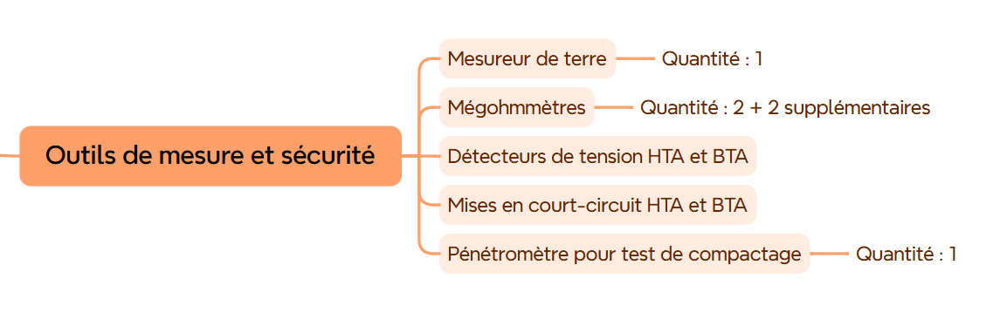 Outils de mesure et sécurité
Mesureur de terre
Quantité : 1
Mégohmmètres
Quantité : 2 + 2 supplémentaires
Détecteurs de tension HTA et BTA
Mises en court-circuit HTA et BTA
Pénétromètre pour test de compactage
Quantité : 1